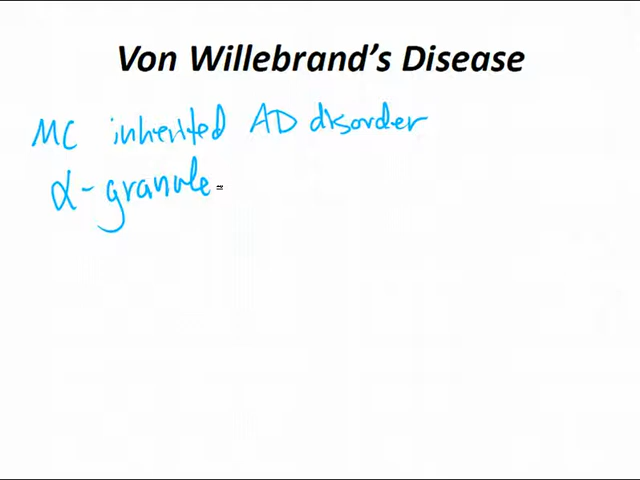 Von Willebrand's Disease
MC inherited AD disorder
α-granule